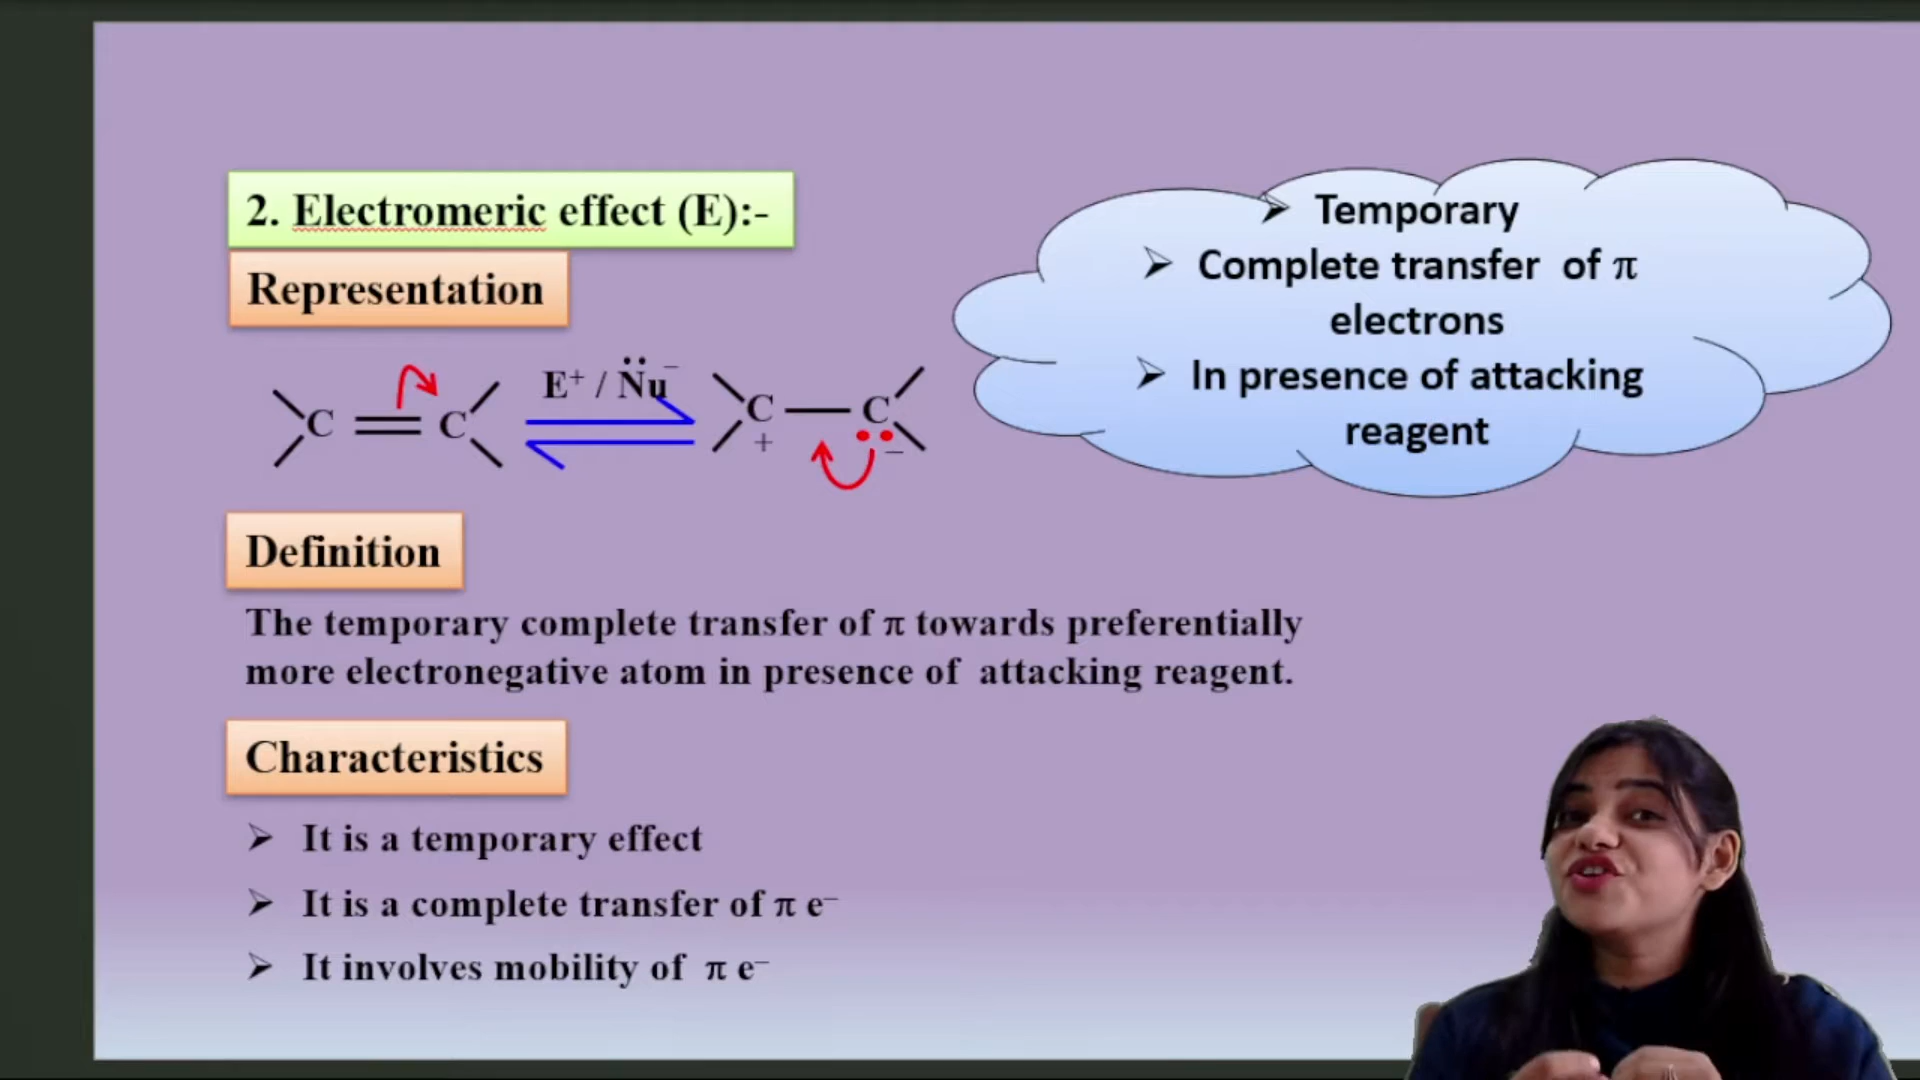 2. Electromeric effect (E):-
Representation
C = C E⁺ / N̈u⁻ C — C
+ −
➢ Temporary
➢ Complete transfer of π
electrons
➢ In presence of attacking
reagent
Definition
The temporary complete transfer of π towards preferentially
more electronegative atom in presence of attacking reagent.
Characteristics
➢ It is a temporary effect
➢ It is a complete transfer of π e⁻
➢ It involves mobility of π e⁻